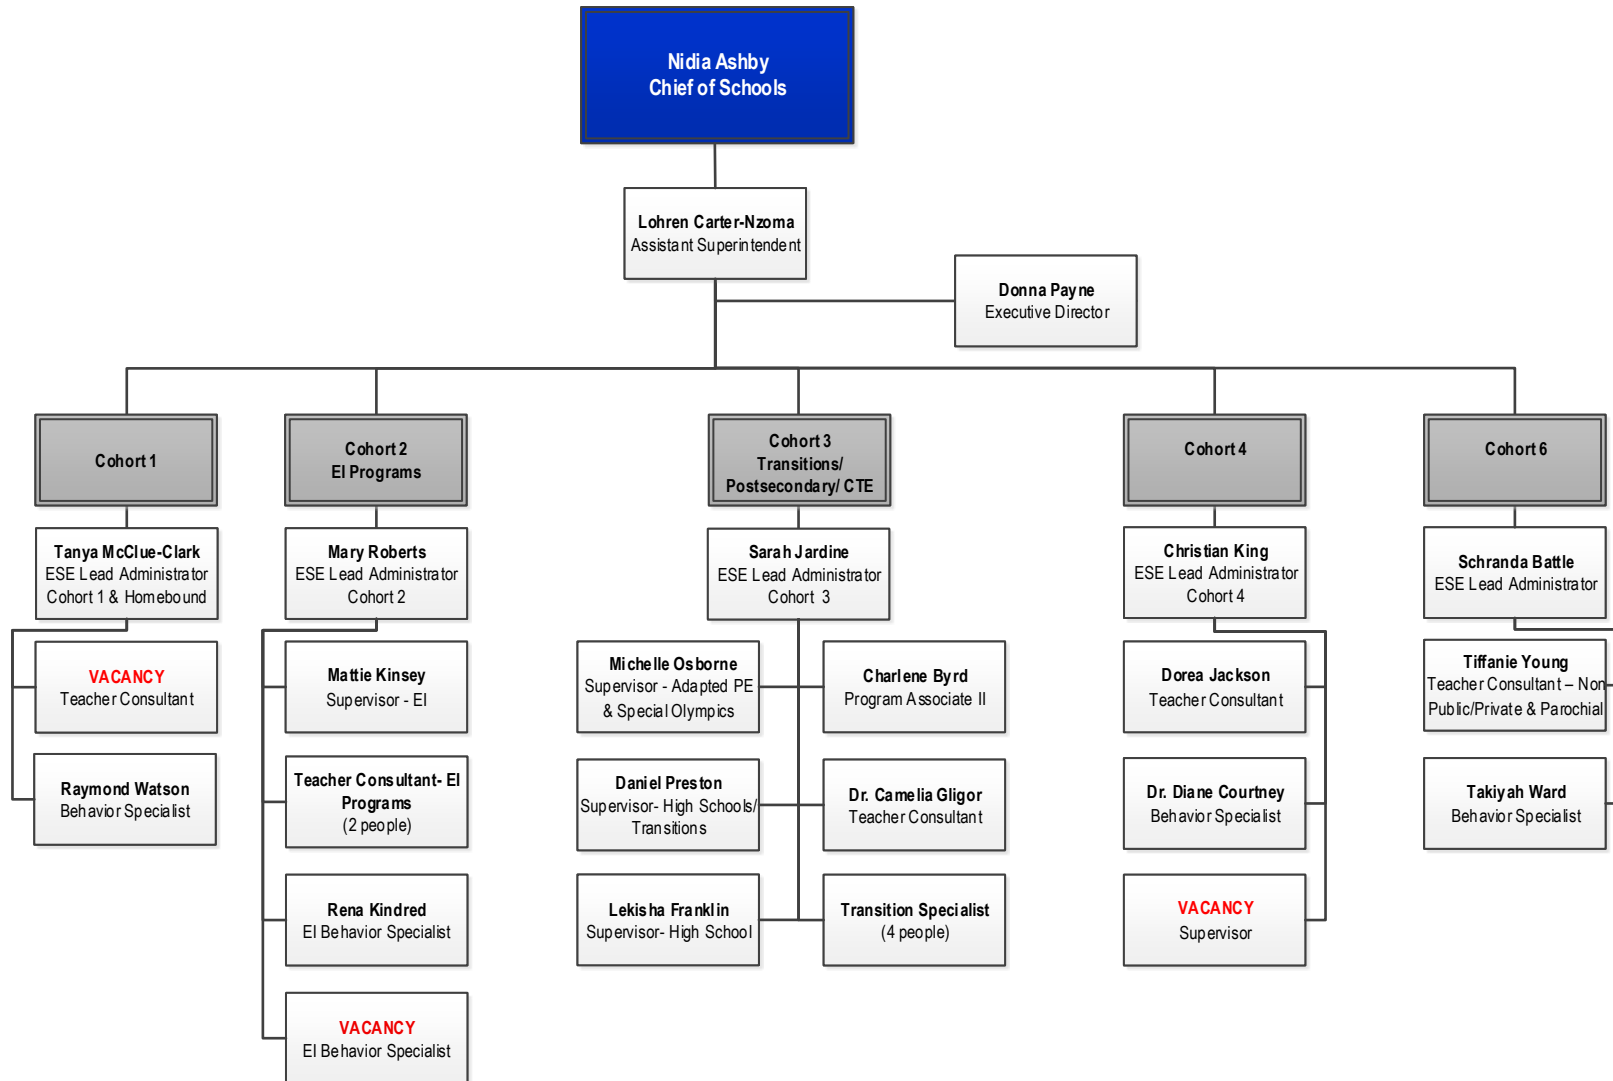 Nidia Ashby
Chief of Schools
Lohren Carter-Nzoma
Assistant Superintendent
Donna Payne
Executive Director
Cohort 1
Tanya McClue-Clark
ESE Lead Administrator
Cohort 1 & Homebound
VACANCY
Teacher Consultant
Raymond Watson
Behavior Specialist
Cohort 2
EI Programs
Mary Roberts
ESE Lead Administrator
Cohort 2
Mattie Kinsey
Supervisor - EI
Teacher Consultant- EI
Programs
(2 people)
Rena Kindred
EI Behavior Specialist
VACANCY
EI Behavior Specialist
Cohort 3
Transitions/
Postsecondary/ CTE
Sarah Jardine
ESE Lead Administrator
Cohort 3
Michelle Osborne
Supervisor - Adapted PE
& Special Olympics
Charlene Byrd
Program Associate II
Daniel Preston
Supervisor- High Schools/
Transitions
Dr. Camelia Gligor
Teacher Consultant
Lekisha Franklin
Supervisor- High School
Transition Specialist
(4 people)
Cohort 4
Christian King
ESE Lead Administrator
Cohort 4
Dorea Jackson
Teacher Consultant
Dr. Diane Courtney
Behavior Specialist
VACANCY
Supervisor
Cohort 6
Schranda Battle
ESE Lead Administrator
Tiffanie Young
Teacher Consultant – Non
Public/Private & Parochial
Takiyah Ward
Behavior Specialist